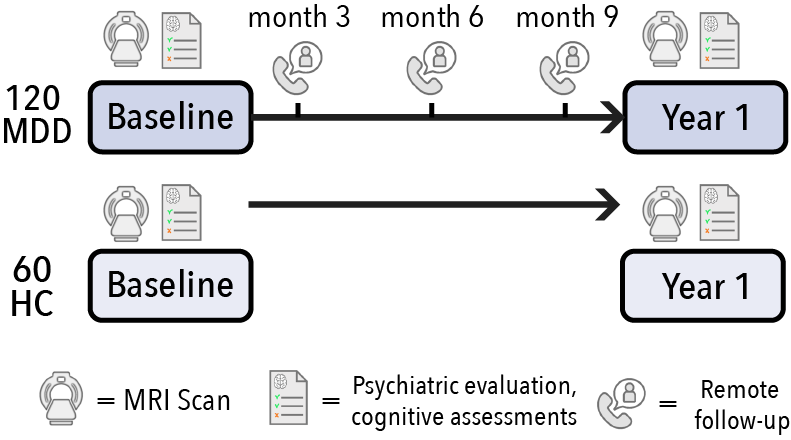 month 3 month 6 month 9
120
MDD
Baseline
Year 1
60
HC
Baseline
Year 1
= MRI Scan
= Psychiatric evaluation,
cognitive assessments
= Remote
follow-up